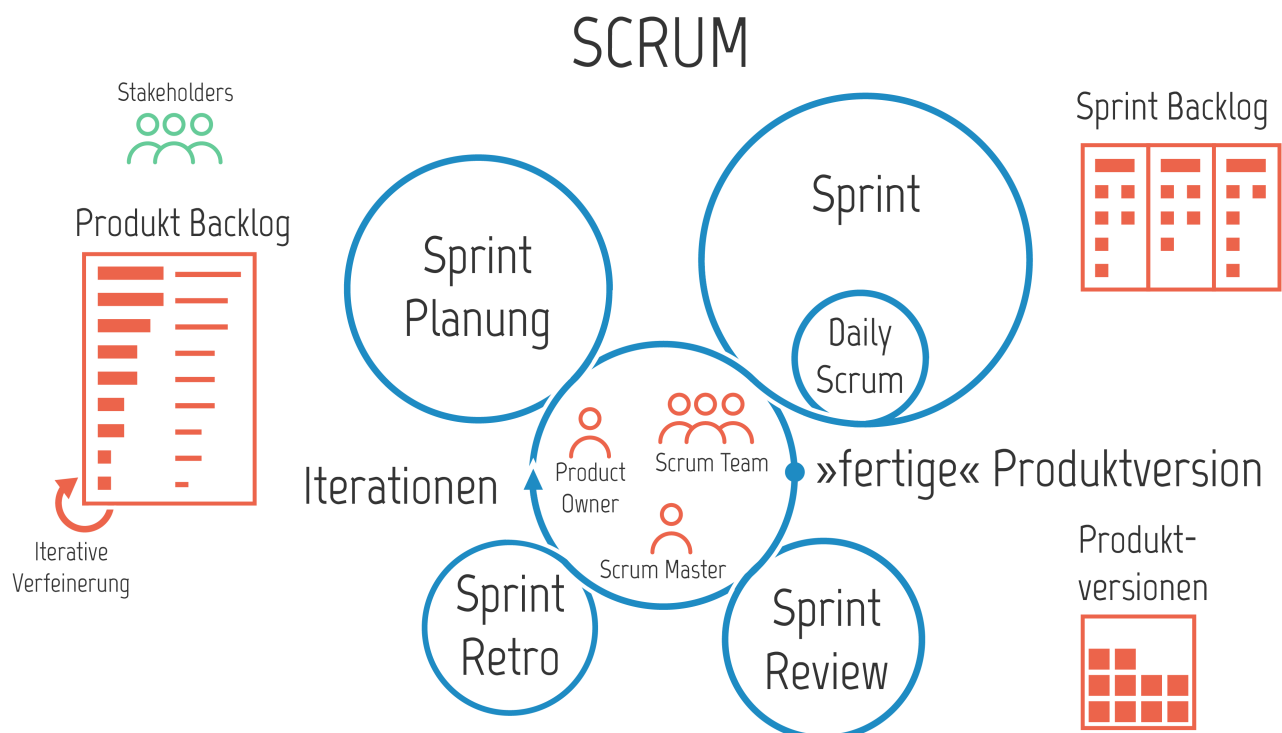 SCRUM
Stakeholders
Produkt Backlog
Iterative
Verfeinerung
Sprint
Planung
Sprint
Daily
Scrum
Sprint Backlog
Iterationen
Product
Owner
Scrum Team
Scrum Master
»fertige« Produktversion
Sprint
Retro
Sprint
Review
Produkt-
versionen